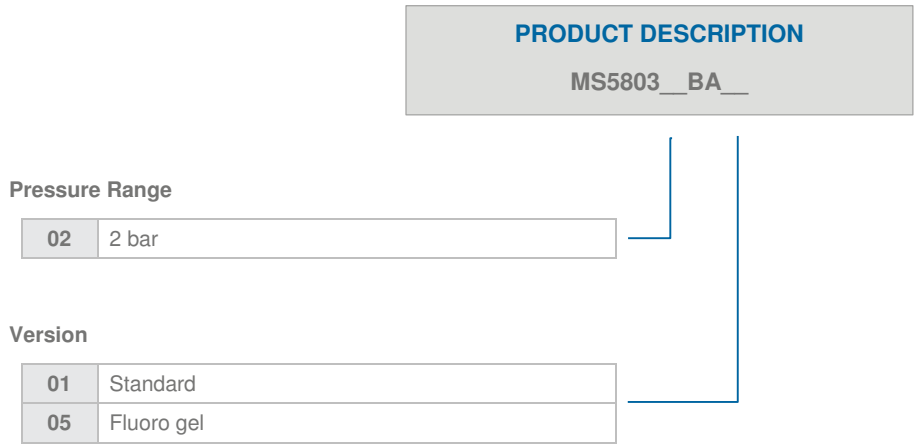 PRODUCT DESCRIPTION
MS5803__BA__
Pressure Range
02 2 bar
Version
01 Standard
05 Fluoro gel